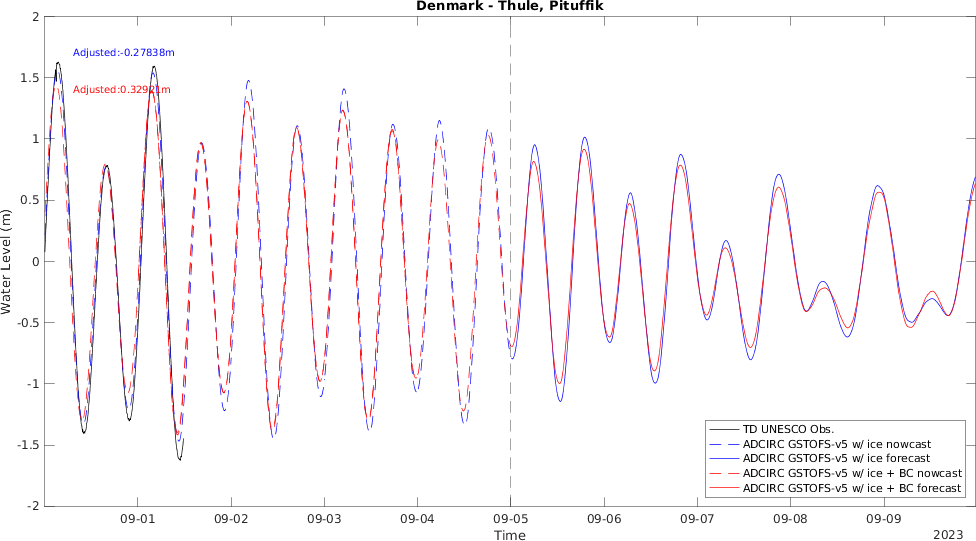 Denmark - Thule, Pituffik
Adjusted:-0.27838m
Adjusted:0.32921m
Water Level (m)
2
1.5
1
0.5
0
-0.5
-1
-1.5
-2
TD UNESCO Obs.
ADCIRC GSTOFS-v5 w/ ice nowcast
ADCIRC GSTOFS-v5 w/ ice forecast
ADCIRC GSTOFS-v5 w/ ice + BC nowcast
ADCIRC GSTOFS-v5 w/ ice + BC forecast
09-01 09-02 09-03 09-04 09-05 09-06 09-07 09-08 09-09
Time
2023